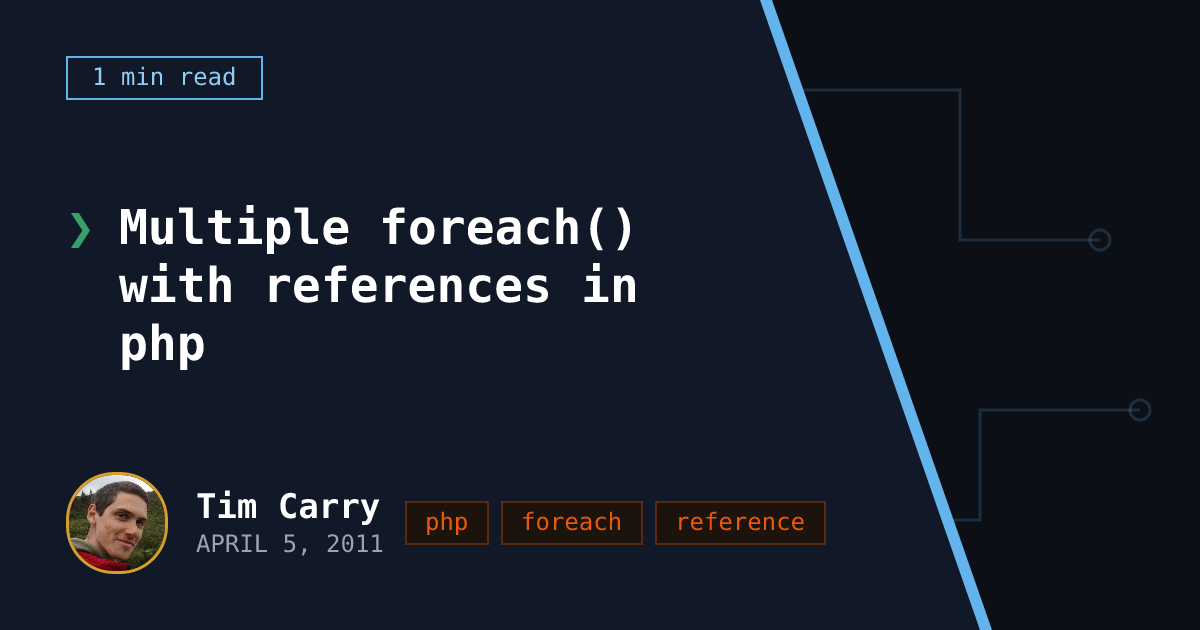 1 min read
❯ Multiple foreach()
with references in
php
Tim Carry
APRIL 5, 2011
php foreach reference